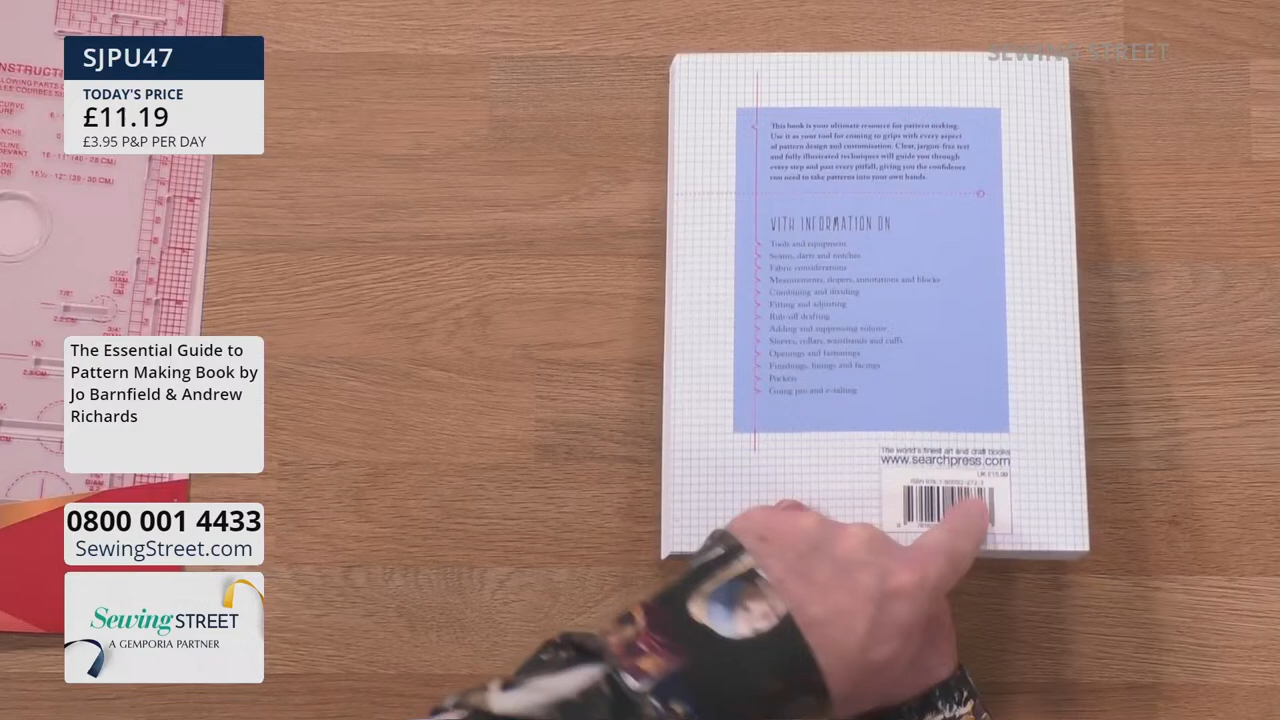 SJPU47
TODAY'S PRICE
£11.19
£3.95 P&P PER DAY
The Essential Guide to
Pattern Making Book by
Jo Barnfield & Andrew
Richards
0800 001 4433
SewingStreet.com
Sewing STREET
A GEMPORIA PARTNER
SEWING STREET
This book is your ultimate resource for pattern making.
Use it as your tool for coming to grips with every aspect
of pattern design and customization. Clear, jargon-free text
and fully illustrated techniques will guide you through
every step and past every pitfall, giving you the confidence
you need to take patterns into your own hands.
WITH INFORMATION ON
Tools and equipment
Seams, darts and notches
Fabric considerations
Measurements, slopers, annotations and blocks
Combining and dividing
Fitting and adjusting
Rub-off drafting
Adding and suppressing volume
Sleeves, collars, waistbands and cuffs
Openings and fastenings
Finishings, linings and facings
Pockets
Going pro and e-tailing
The world's finest art and craft books
www.searchpress.com